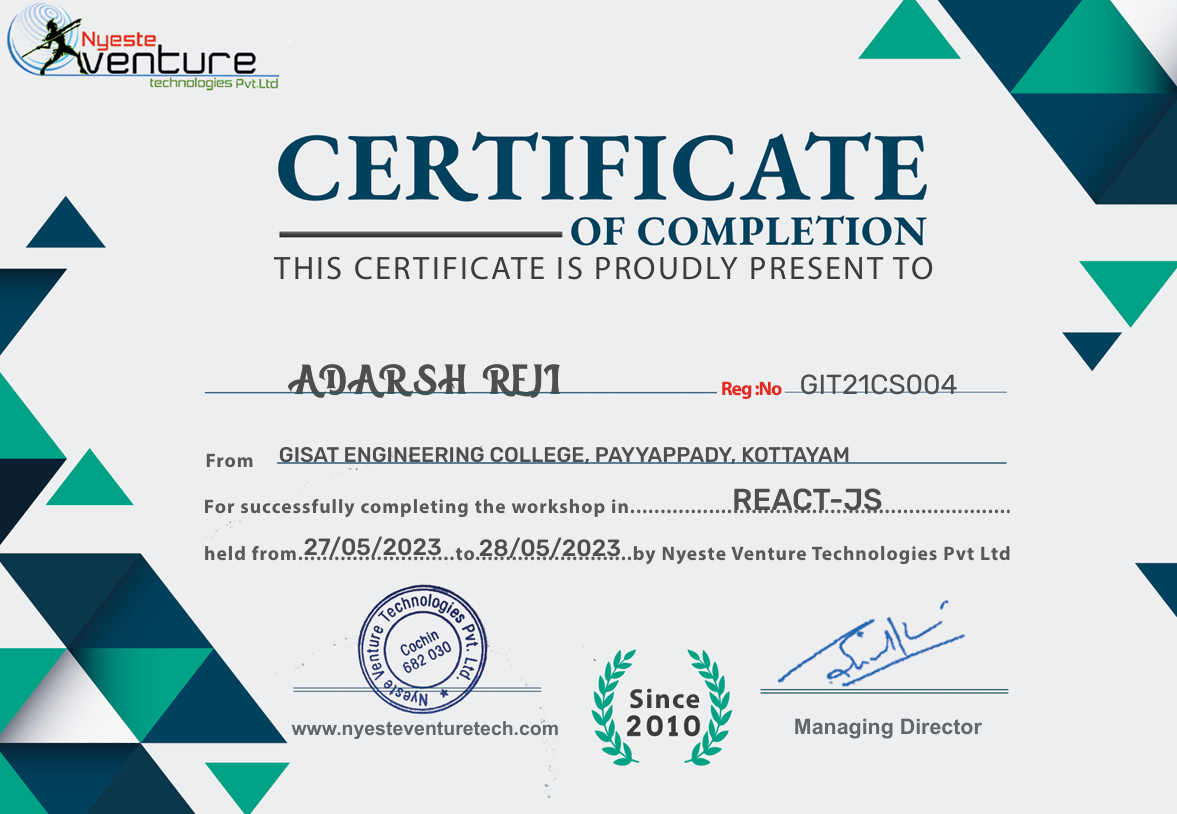 Nyeste
venture
technologies Pvt.Ltd
CERTIFICATE
OF COMPLETION
THIS CERTIFICATE IS PROUDLY PRESENT TO
ADARSH REJI Reg :No GIT21CS004
From GISAT ENGINEERING COLLEGE, PAYYAPPADY, KOTTAYAM
For successfully completing the workshop in REACT-JS
held from 27/05/2023 to 28/05/2023 by Nyeste Venture Technologies Pvt Ltd
Nyeste Venture Technologies Pvt. Ltd. ★
Cochin
682 030
www.nyesteventuretech.com
Since
2010
Managing Director